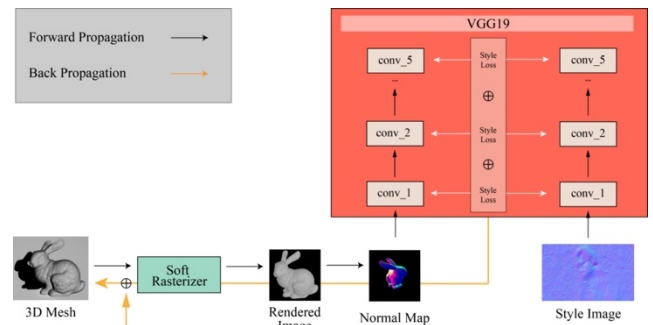 Forward Propagation
Back Propagation
VGG19
conv_5
Style
Loss
conv_5
conv_2
Style
Loss
conv_2
conv_1
Style
Loss
conv_1
Soft
Rasterizer
3D Mesh
Rendered
Image
Normal Map
Style Image